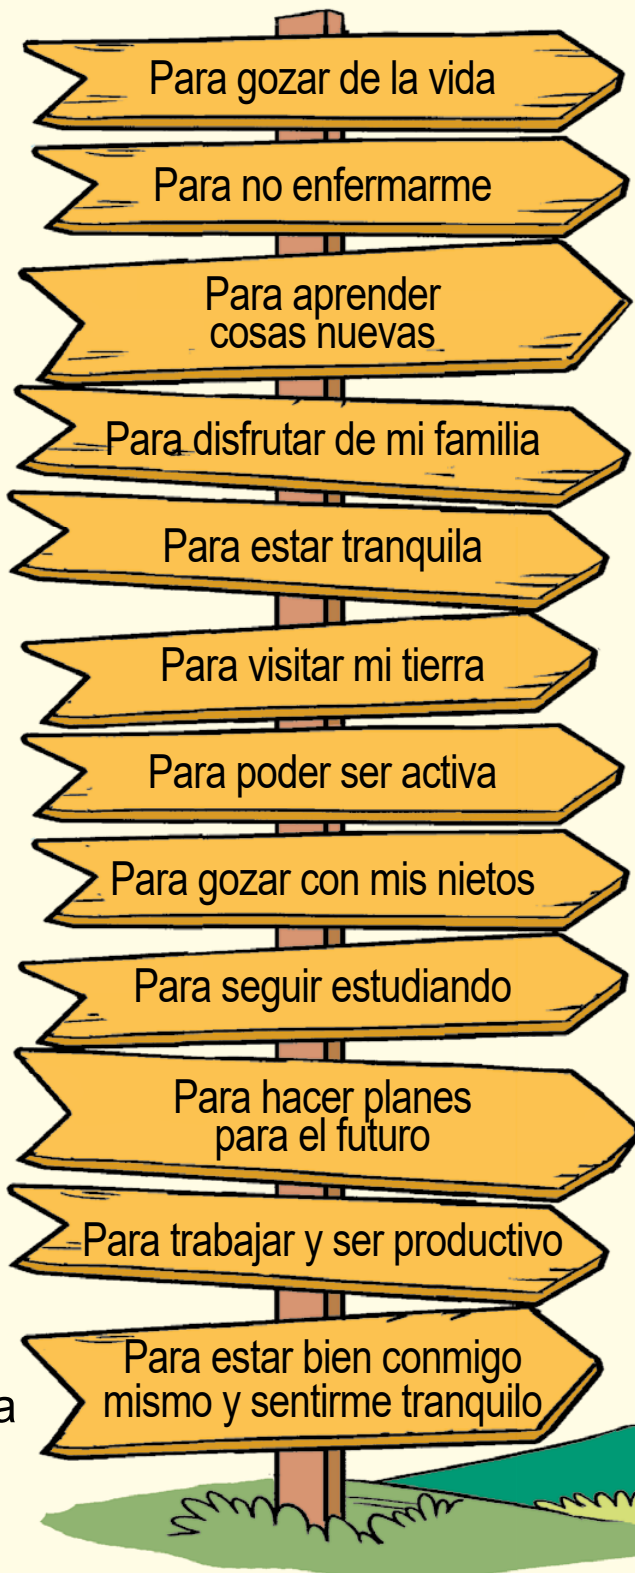 Para gozar de la vida
Para no enfermarme
Para aprender
cosas nuevas
Para disfrutar de mi familia
Para estar tranquila
Para visitar mi tierra
Para poder ser activa
Para gozar con mis nietos
Para seguir estudiando
Para hacer planes
para el futuro
Para trabajar y ser productivo
Para estar bien conmigo
mismo y sentirme tranquilo
a